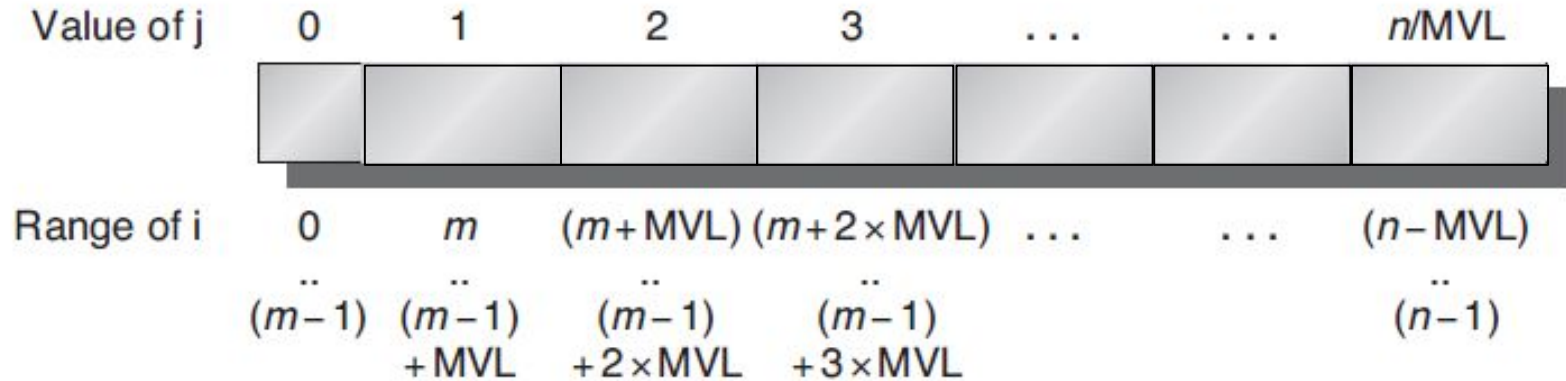 Value of j 0 1 2 3 ... ... n/MVL
Range of i 0 m (m+MVL) (m+2×MVL) ... ... (n−MVL)
.. .. .. .. ..
(m−1) (m−1) (m−1) (m−1) (n−1)
+MVL +2×MVL +3×MVL